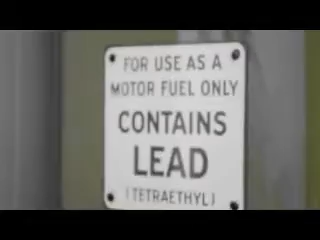 FOR USE AS A
MOTOR FUEL ONLY
CONTAINS
LEAD
(TETRAETHYL)